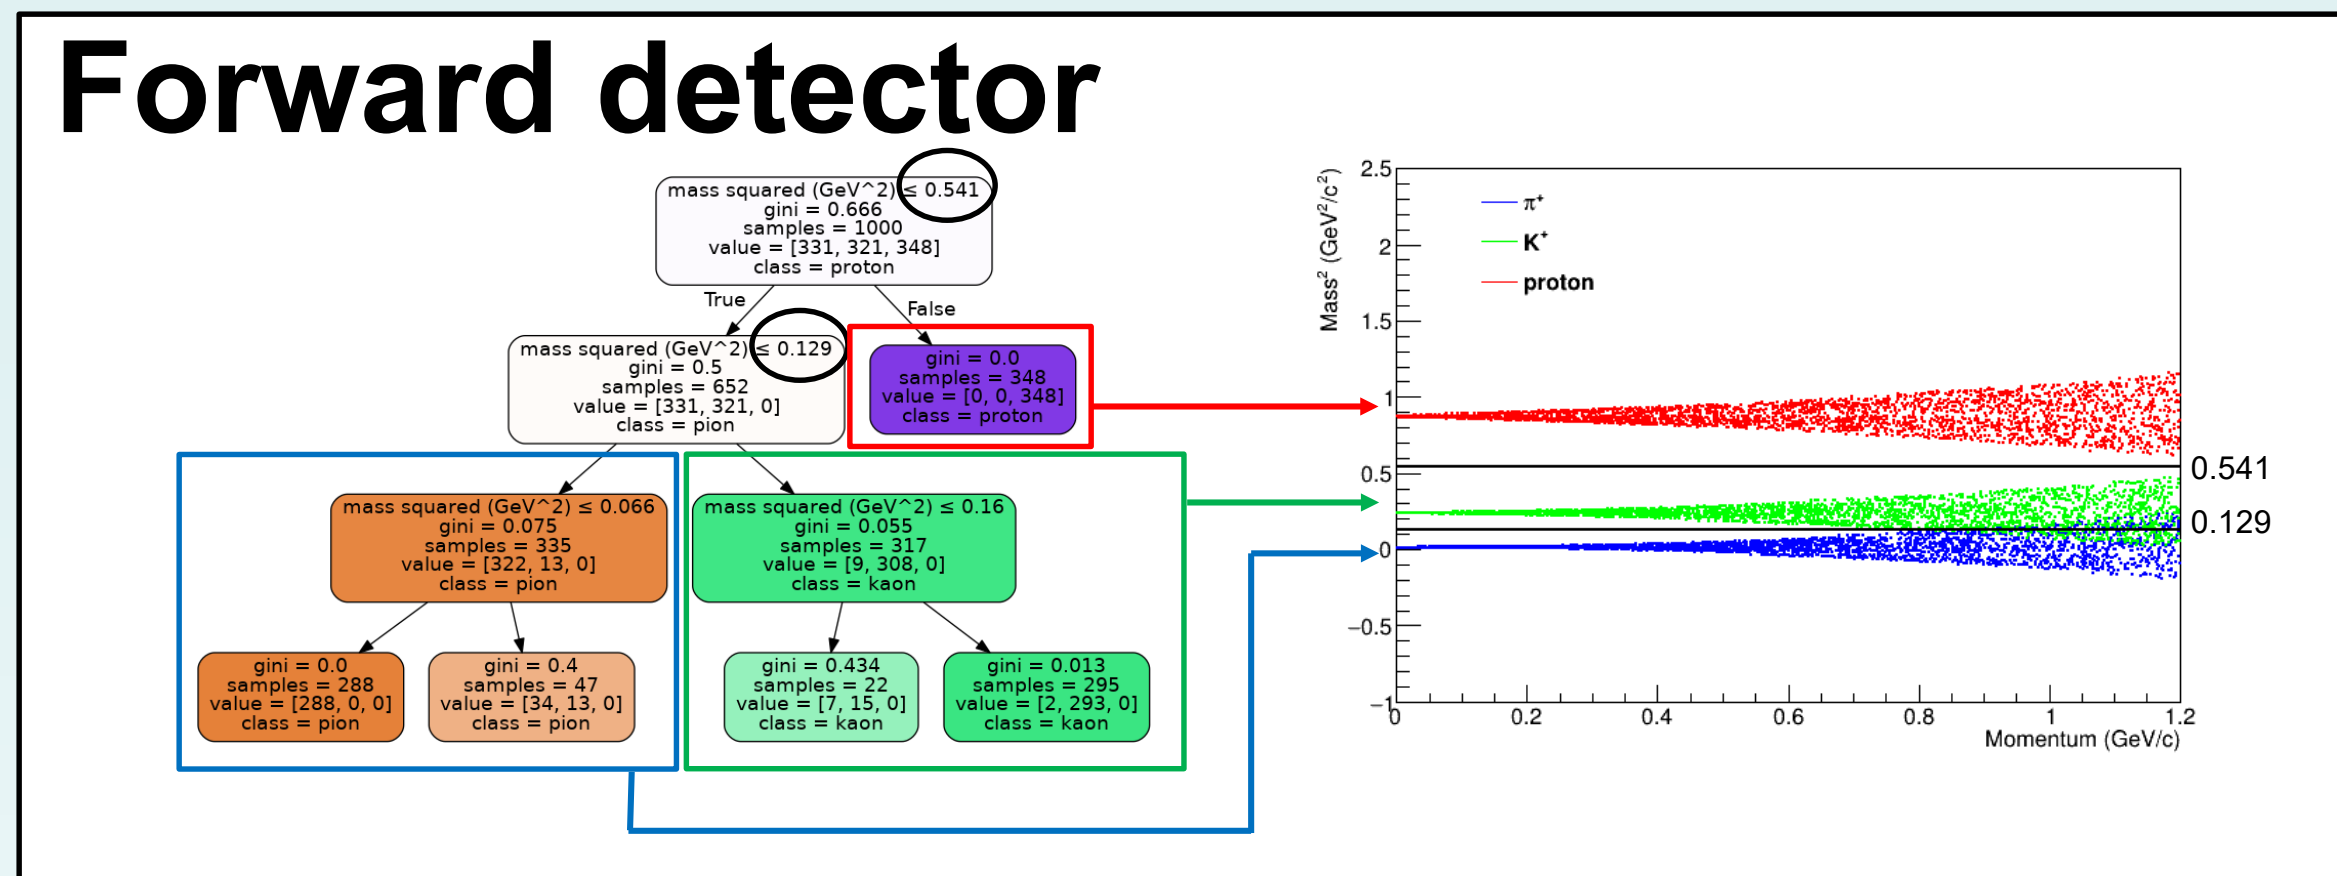 Forward detector
mass squared (GeV^2) ≤ 0.541
gini = 0.666
samples = 1000
value = [331, 321, 348]
class = proton
True
False
mass squared (GeV^2) ≤ 0.129
gini = 0.5
samples = 652
value = [331, 321, 0]
class = pion
gini = 0.0
samples = 348
value = [0, 0, 348]
class = proton
mass squared (GeV^2) ≤ 0.066
gini = 0.075
samples = 335
value = [322, 13, 0]
class = pion
mass squared (GeV^2) ≤ 0.16
gini = 0.055
samples = 317
value = [9, 308, 0]
class = kaon
gini = 0.0
samples = 288
value = [288, 0, 0]
class = pion
gini = 0.4
samples = 47
value = [34, 13, 0]
class = pion
gini = 0.434
samples = 22
value = [7, 15, 0]
class = kaon
gini = 0.013
samples = 295
value = [2, 293, 0]
class = kaon
Mass² (GeV²/c²)
2.5
2
1.5
1
0.5
0
−0.5
−1
π⁺
K⁺
proton
0.541
0.129
0 0.2 0.4 0.6 0.8 1 1.2
Momentum (GeV/c)